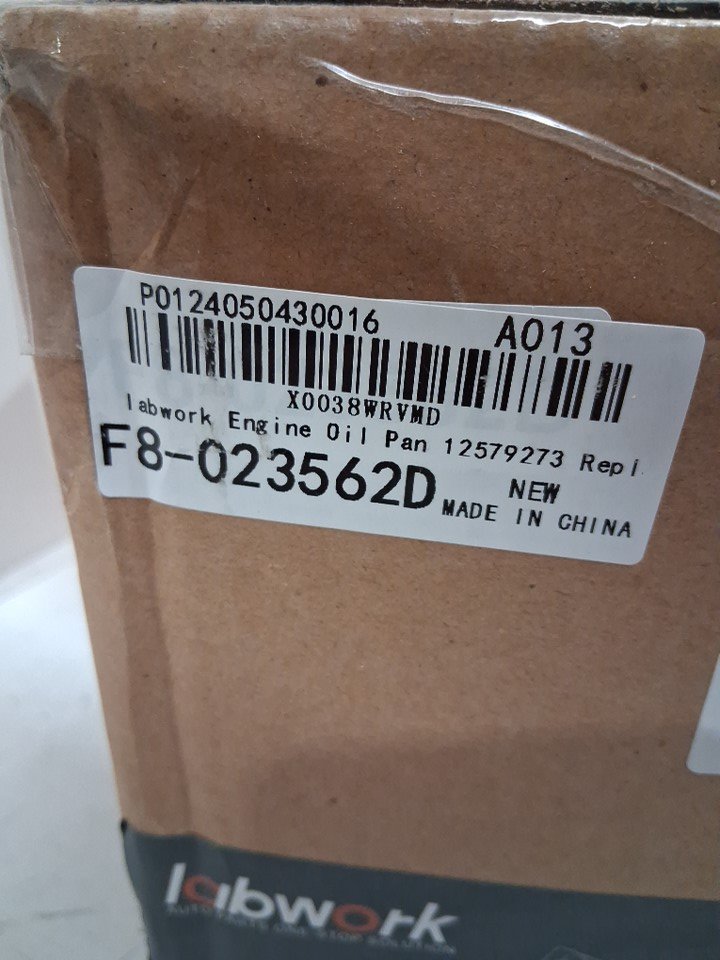 P0124050430016 A013
X0038WRVMD
labwork Engine Oil Pan 12579273 Repl
F8-023562D NEW
MADE IN CHINA
labwork